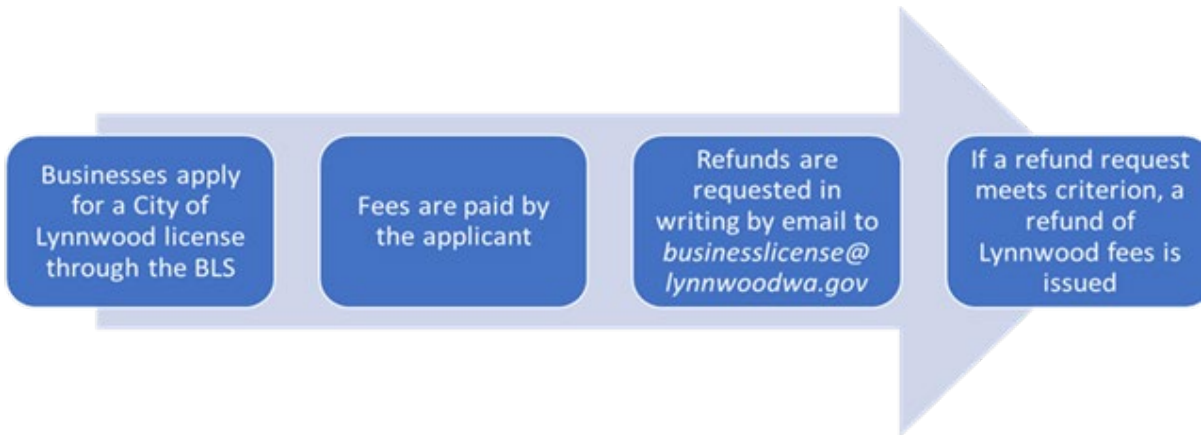 Businesses apply
for a City of
Lynnwood license
through the BLS
Fees are paid by
the applicant
Refunds are
requested in
writing by email to
businesslicense@
lynnwoodwa.gov
If a refund request
meets criterion, a
refund of
Lynnwood fees is
issued